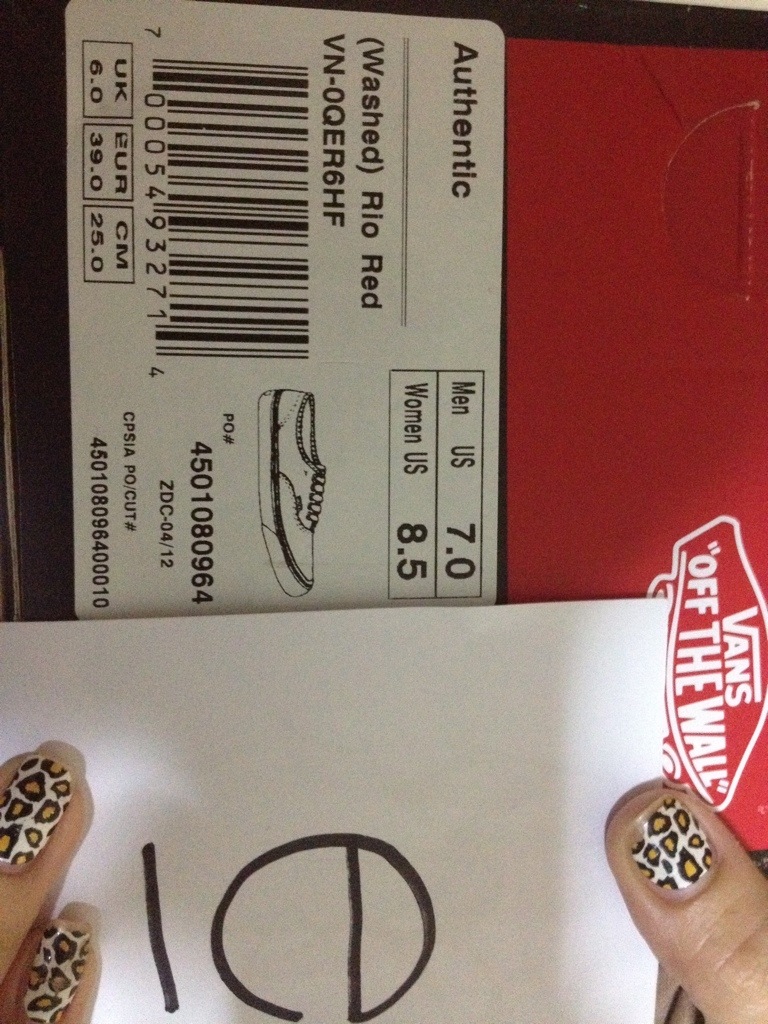 Authentic
(Washed) Rio Red
VN-0QER6HF
7 00054 93271 4
UK EUR CM
6.0 39.0 25.0
Men US 7.0
Women US 8.5
PO#
4501080964
ZDC-04/12
CPSIA PO/CUT#
450108096400010
VANS
"OFF THE WALL"
e